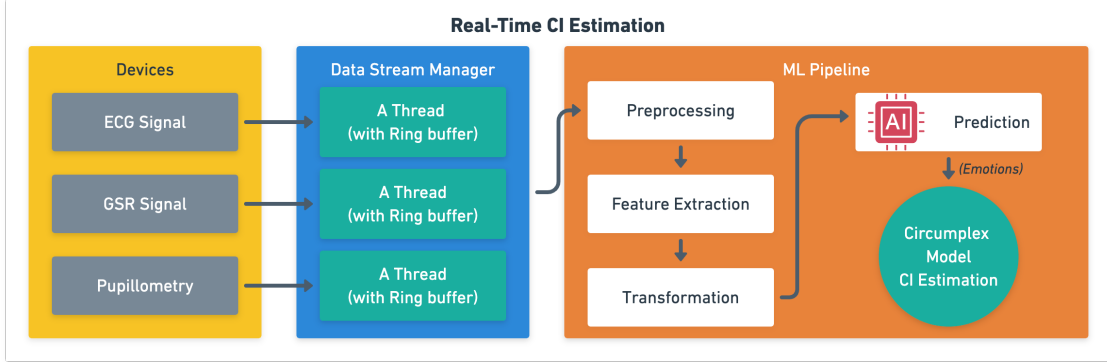 Real-Time CI Estimation
Devices
ECG Signal
GSR Signal
Pupillometry
Data Stream Manager
A Thread
(with Ring buffer)
A Thread
(with Ring buffer)
A Thread
(with Ring buffer)
ML Pipeline
Preprocessing
Feature Extraction
Transformation
AI
Prediction
(Emotions)
Circumplex
Model
CI Estimation